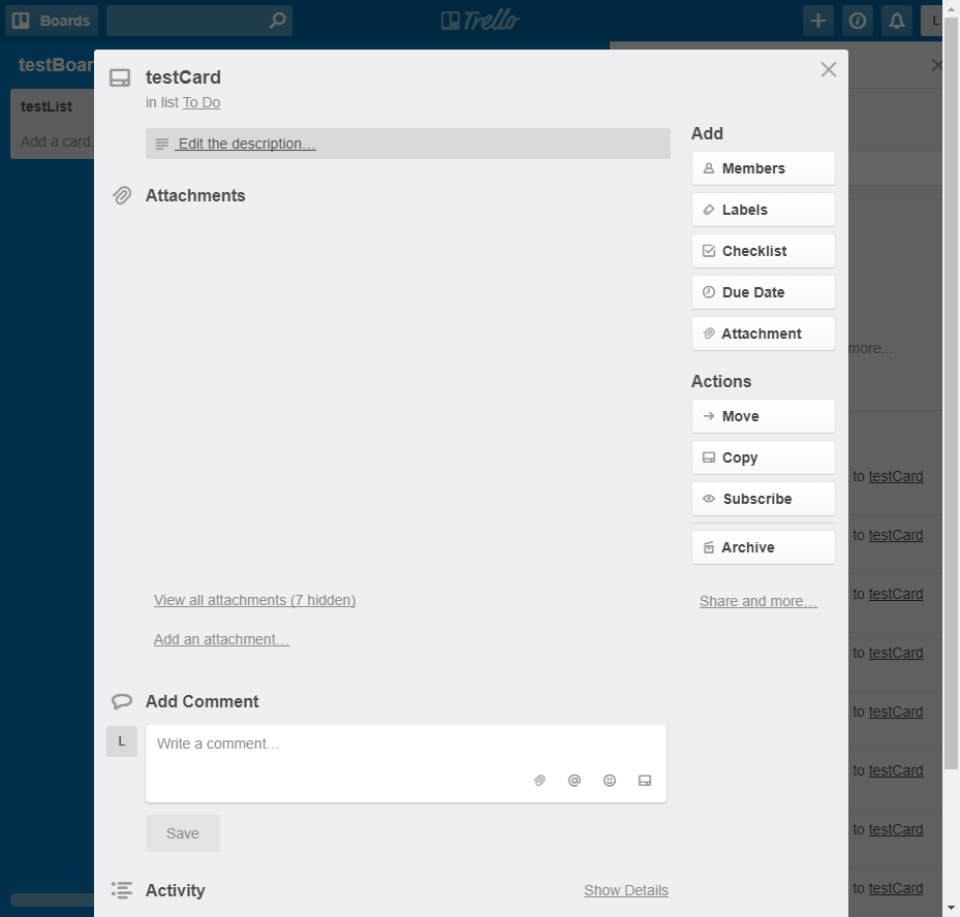 Boards
Trello
L
testBoar
testList
Add a card.
testCard
in list To Do
Edit the description…
Attachments
View all attachments (7 hidden)
Add an attachment…
Add Comment
L
Write a comment…
@
Save
Activity
Show Details
Add
Members
Labels
Checklist
Due Date
Attachment
Actions
Move
Copy
Subscribe
Archive
Share and more…
more...
to testCard
to testCard
to testCard
to testCard
to testCard
to testCard
to testCard
to testCard